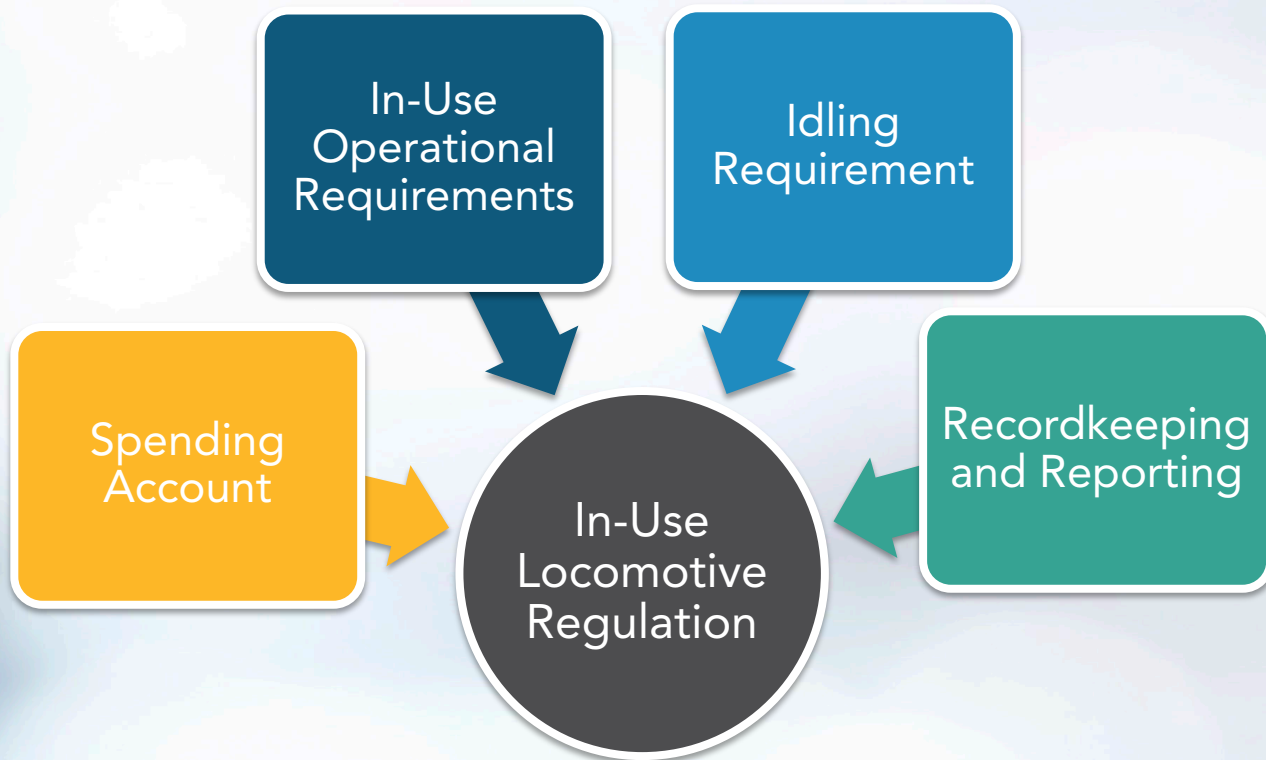 In-Use
Operational
Requirements
Idling
Requirement
Spending
Account
Recordkeeping
and Reporting
In-Use
Locomotive
Regulation